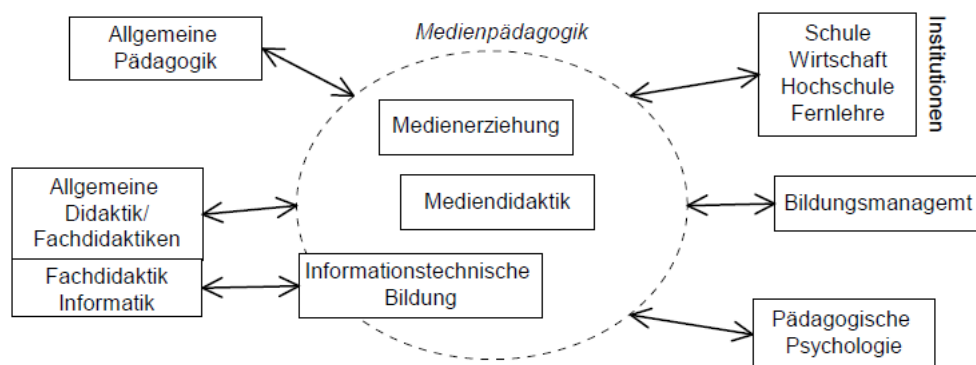 Allgemeine
Pädagogik
Medienpädagogik
Schule
Wirtschaft
Hochschule
Fernlehre
Institutionen
Medienerziehung
Allgemeine
Didaktik/
Fachdidaktiken
Mediendidaktik
Bildungsmanagemt
Fachdidaktik
Informatik
Informationstechnische
Bildung
Pädagogische
Psychologie